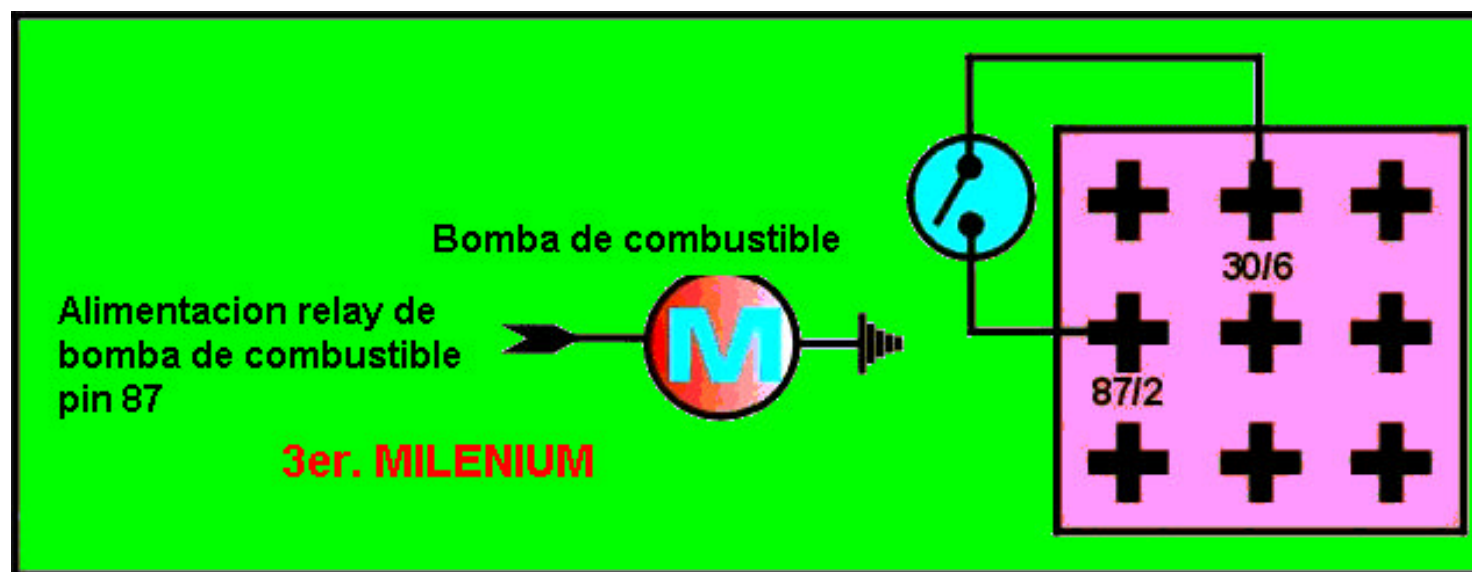 Bomba de combustible
Alimentacion relay de
bomba de combustible
pin 87
M
3er. MILENIUM
30/6
87/2